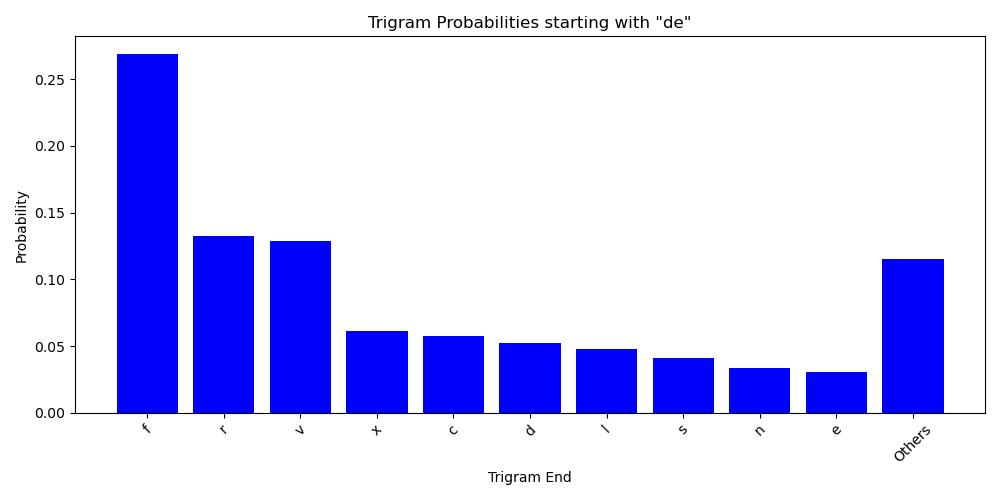 Trigram Probabilities starting with "de"
Probability
0.25
0.20
0.15
0.10
0.05
0.00
f r v x c d l s n e Others
Trigram End